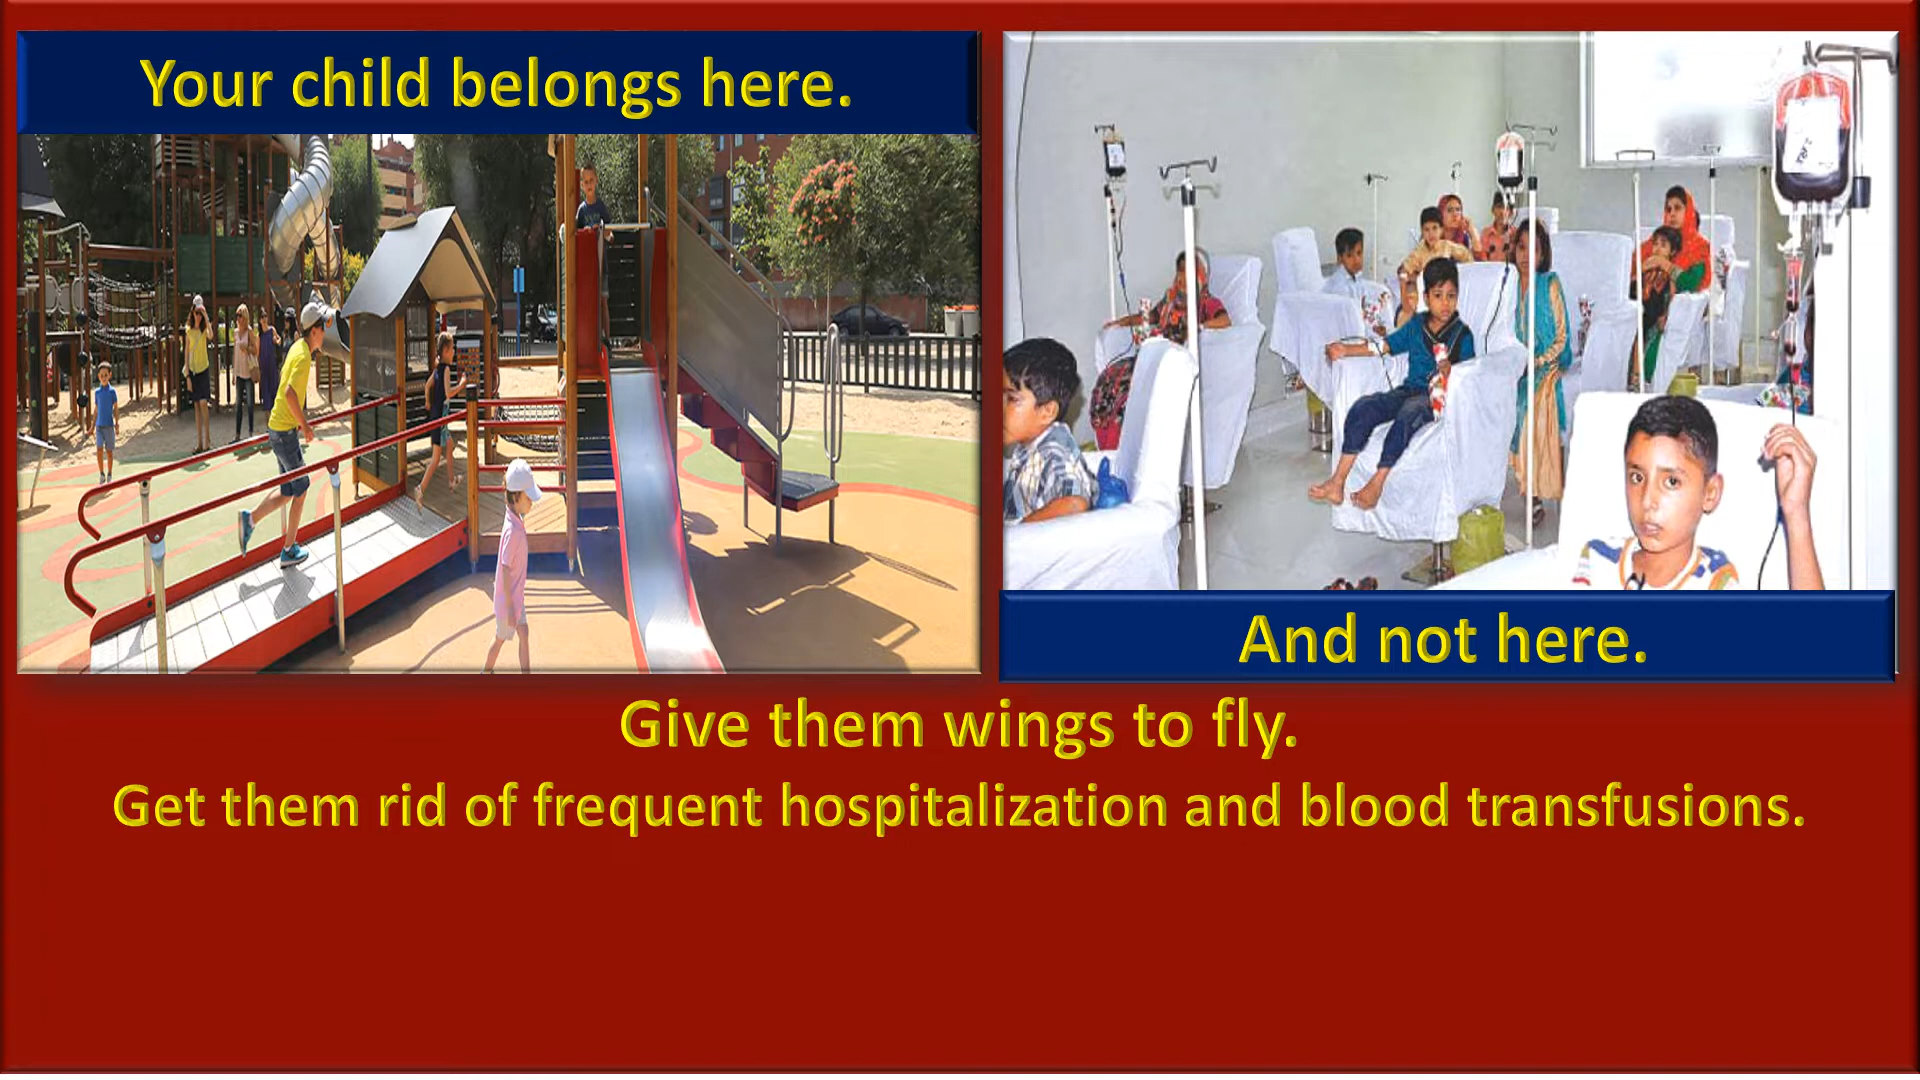 Your child belongs here.
And not here.
Give them wings to fly.
Get them rid of frequent hospitalization and blood transfusions.